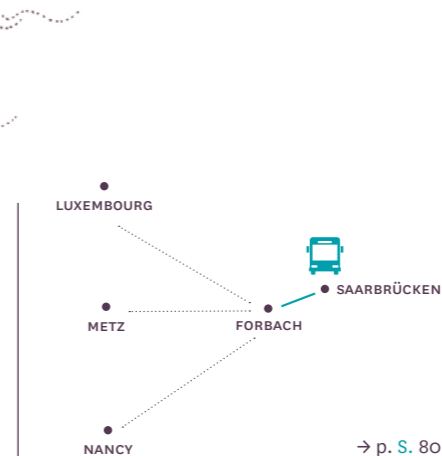 LUXEMBOURG
SAARBRÜCKEN
METZ
FORBACH
NANCY
→ p. S. 80